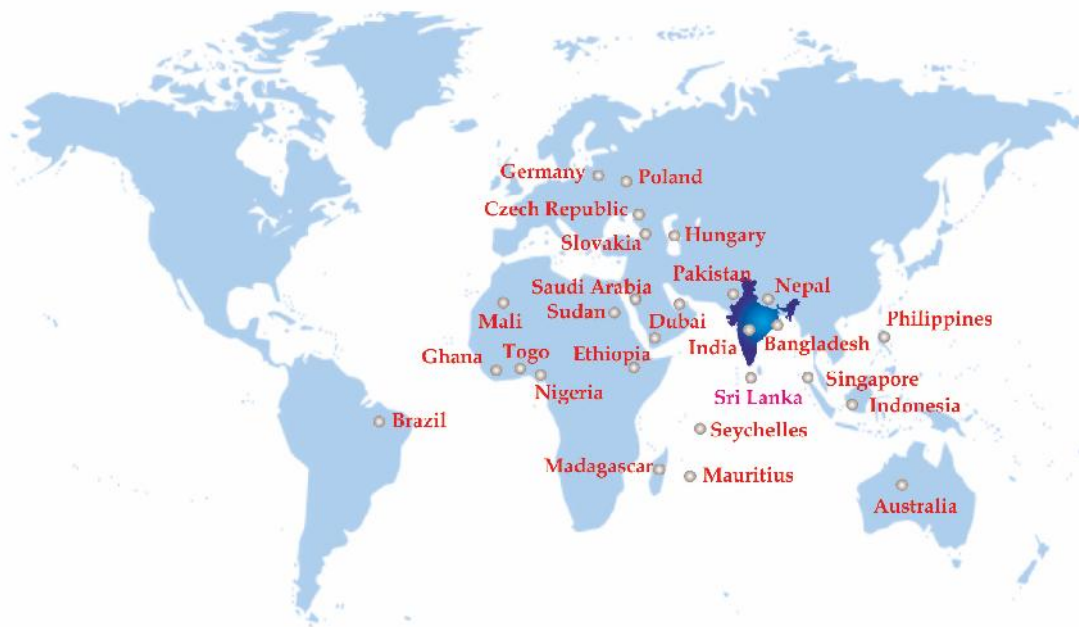 Germany
Poland
Czech Republic
Slovakia
Hungary
Pakistan
Nepal
Saudi Arabia
Sudan
Mali
Dubai
Philippines
India
Bangladesh
Ghana
Togo
Ethiopia
Nigeria
Singapore
Sri Lanka
Indonesia
Brazil
Seychelles
Madagascar
Mauritius
Australia